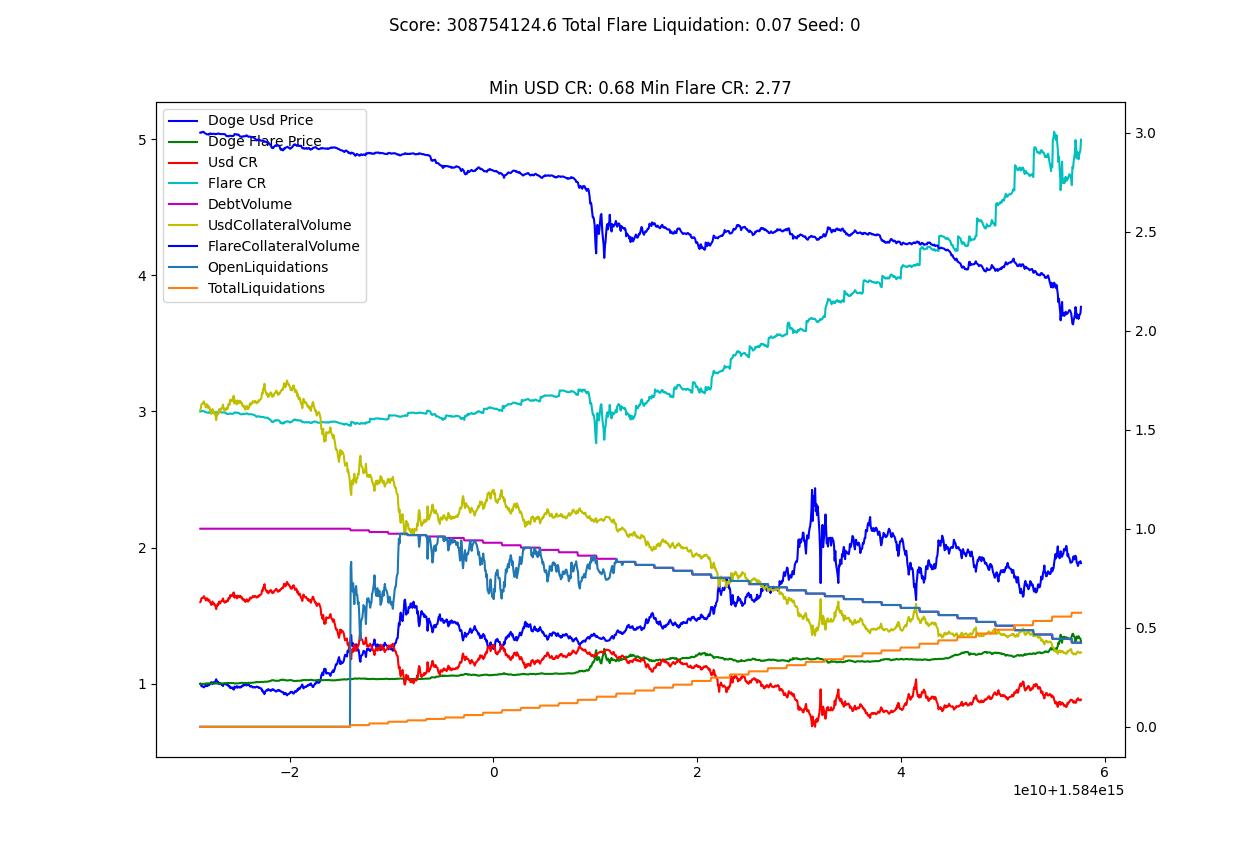 Score: 308754124.6 Total Flare Liquidation: 0.07 Seed: 0
Min USD CR: 0.68 Min Flare CR: 2.77
Doge Usd Price
Doge Flare Price
Usd CR
Flare CR
DebtVolume
UsdCollateralVolume
FlareCollateralVolume
OpenLiquidations
TotalLiquidations
5
4
3
2
1
3.0
2.5
2.0
1.5
1.0
0.5
0.0
−2
0
2
4
6
1e10+1.584e15